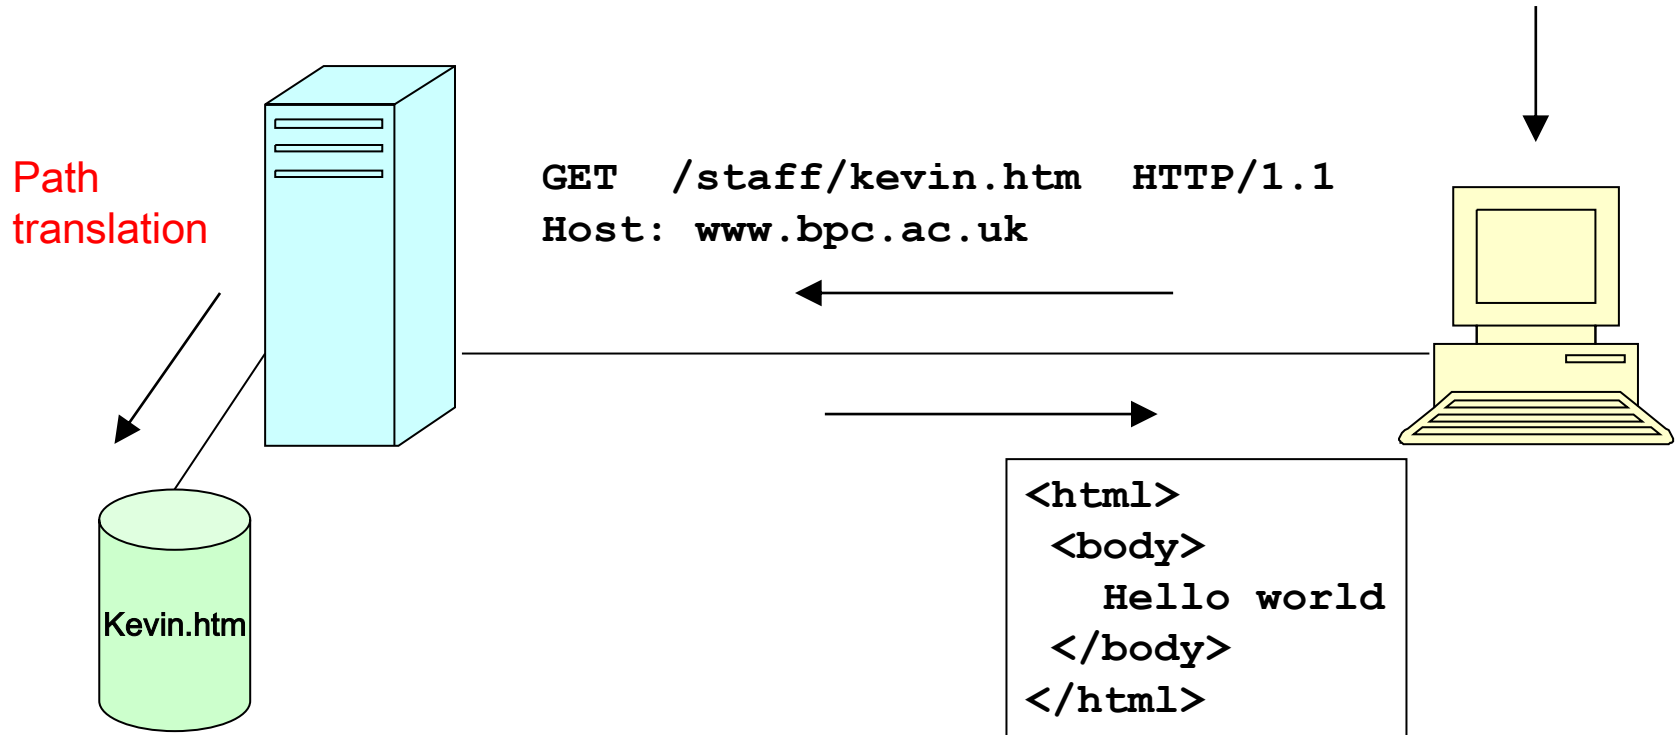 Path
translation
GET /staff/kevin.htm HTTP/1.1
Host: www.bpc.ac.uk
Kevin.htm
<html>
<body>
Hello world
</body>
</html>